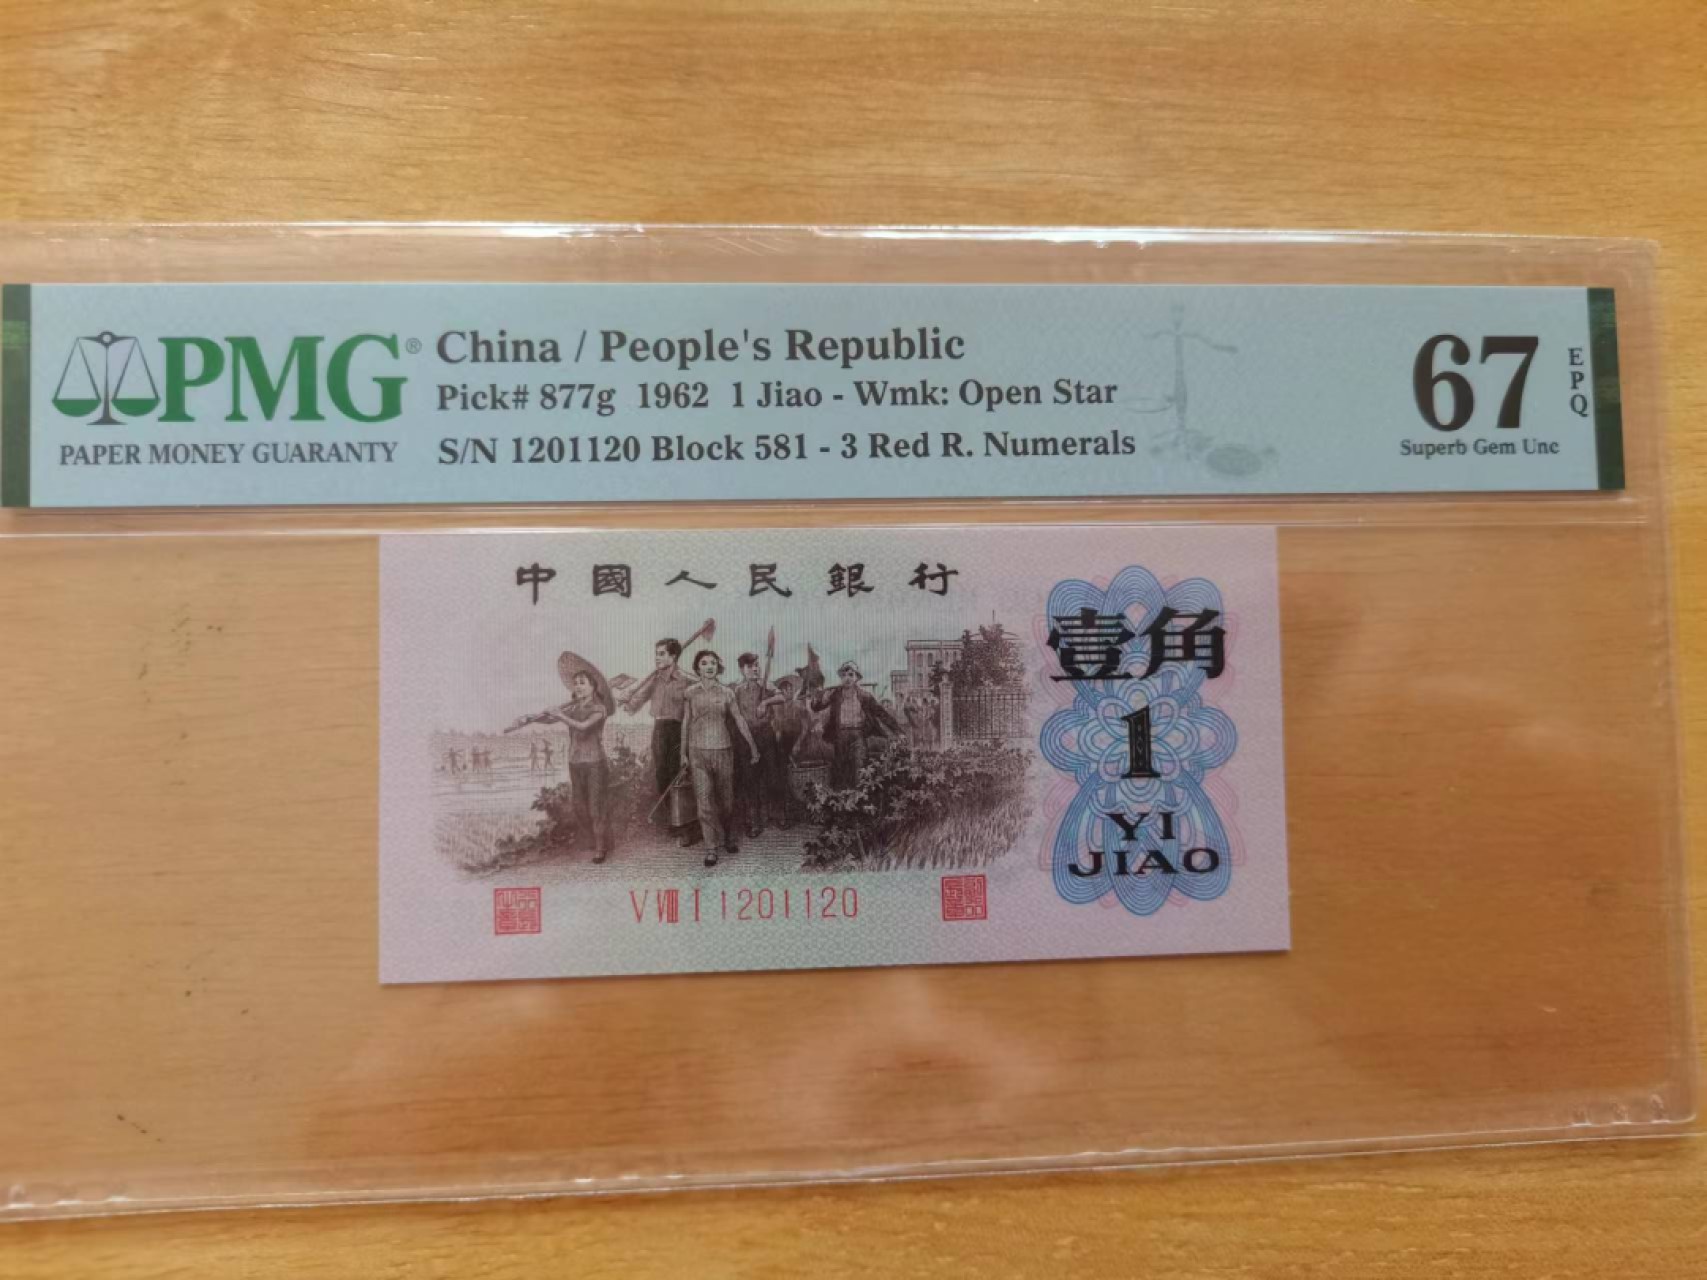 PMG®
PAPER MONEY GUARANTY
China / People's Republic
Pick# 877g 1962 1 Jiao - Wmk: Open Star
S/N 1201120 Block 581 - 3 Red R. Numerals
67
EPQ
Superb Gem Unc
中國人民銀行
壹角
1
YI
JIAO
V VIII I 1201120